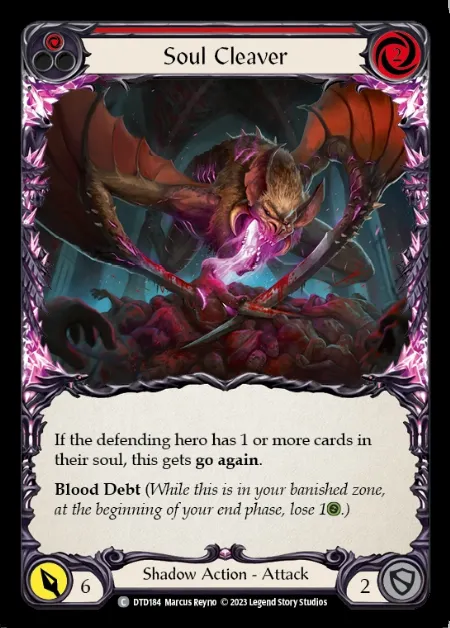 Soul Cleaver
2
If the defending hero has 1 or more cards in
their soul, this gets go again.
Blood Debt (While this is in your banished zone,
at the beginning of your end phase, lose 1.)
6
Shadow Action - Attack
2
C DTD184 Marcus Reyno © 2023 Legend Story Studios